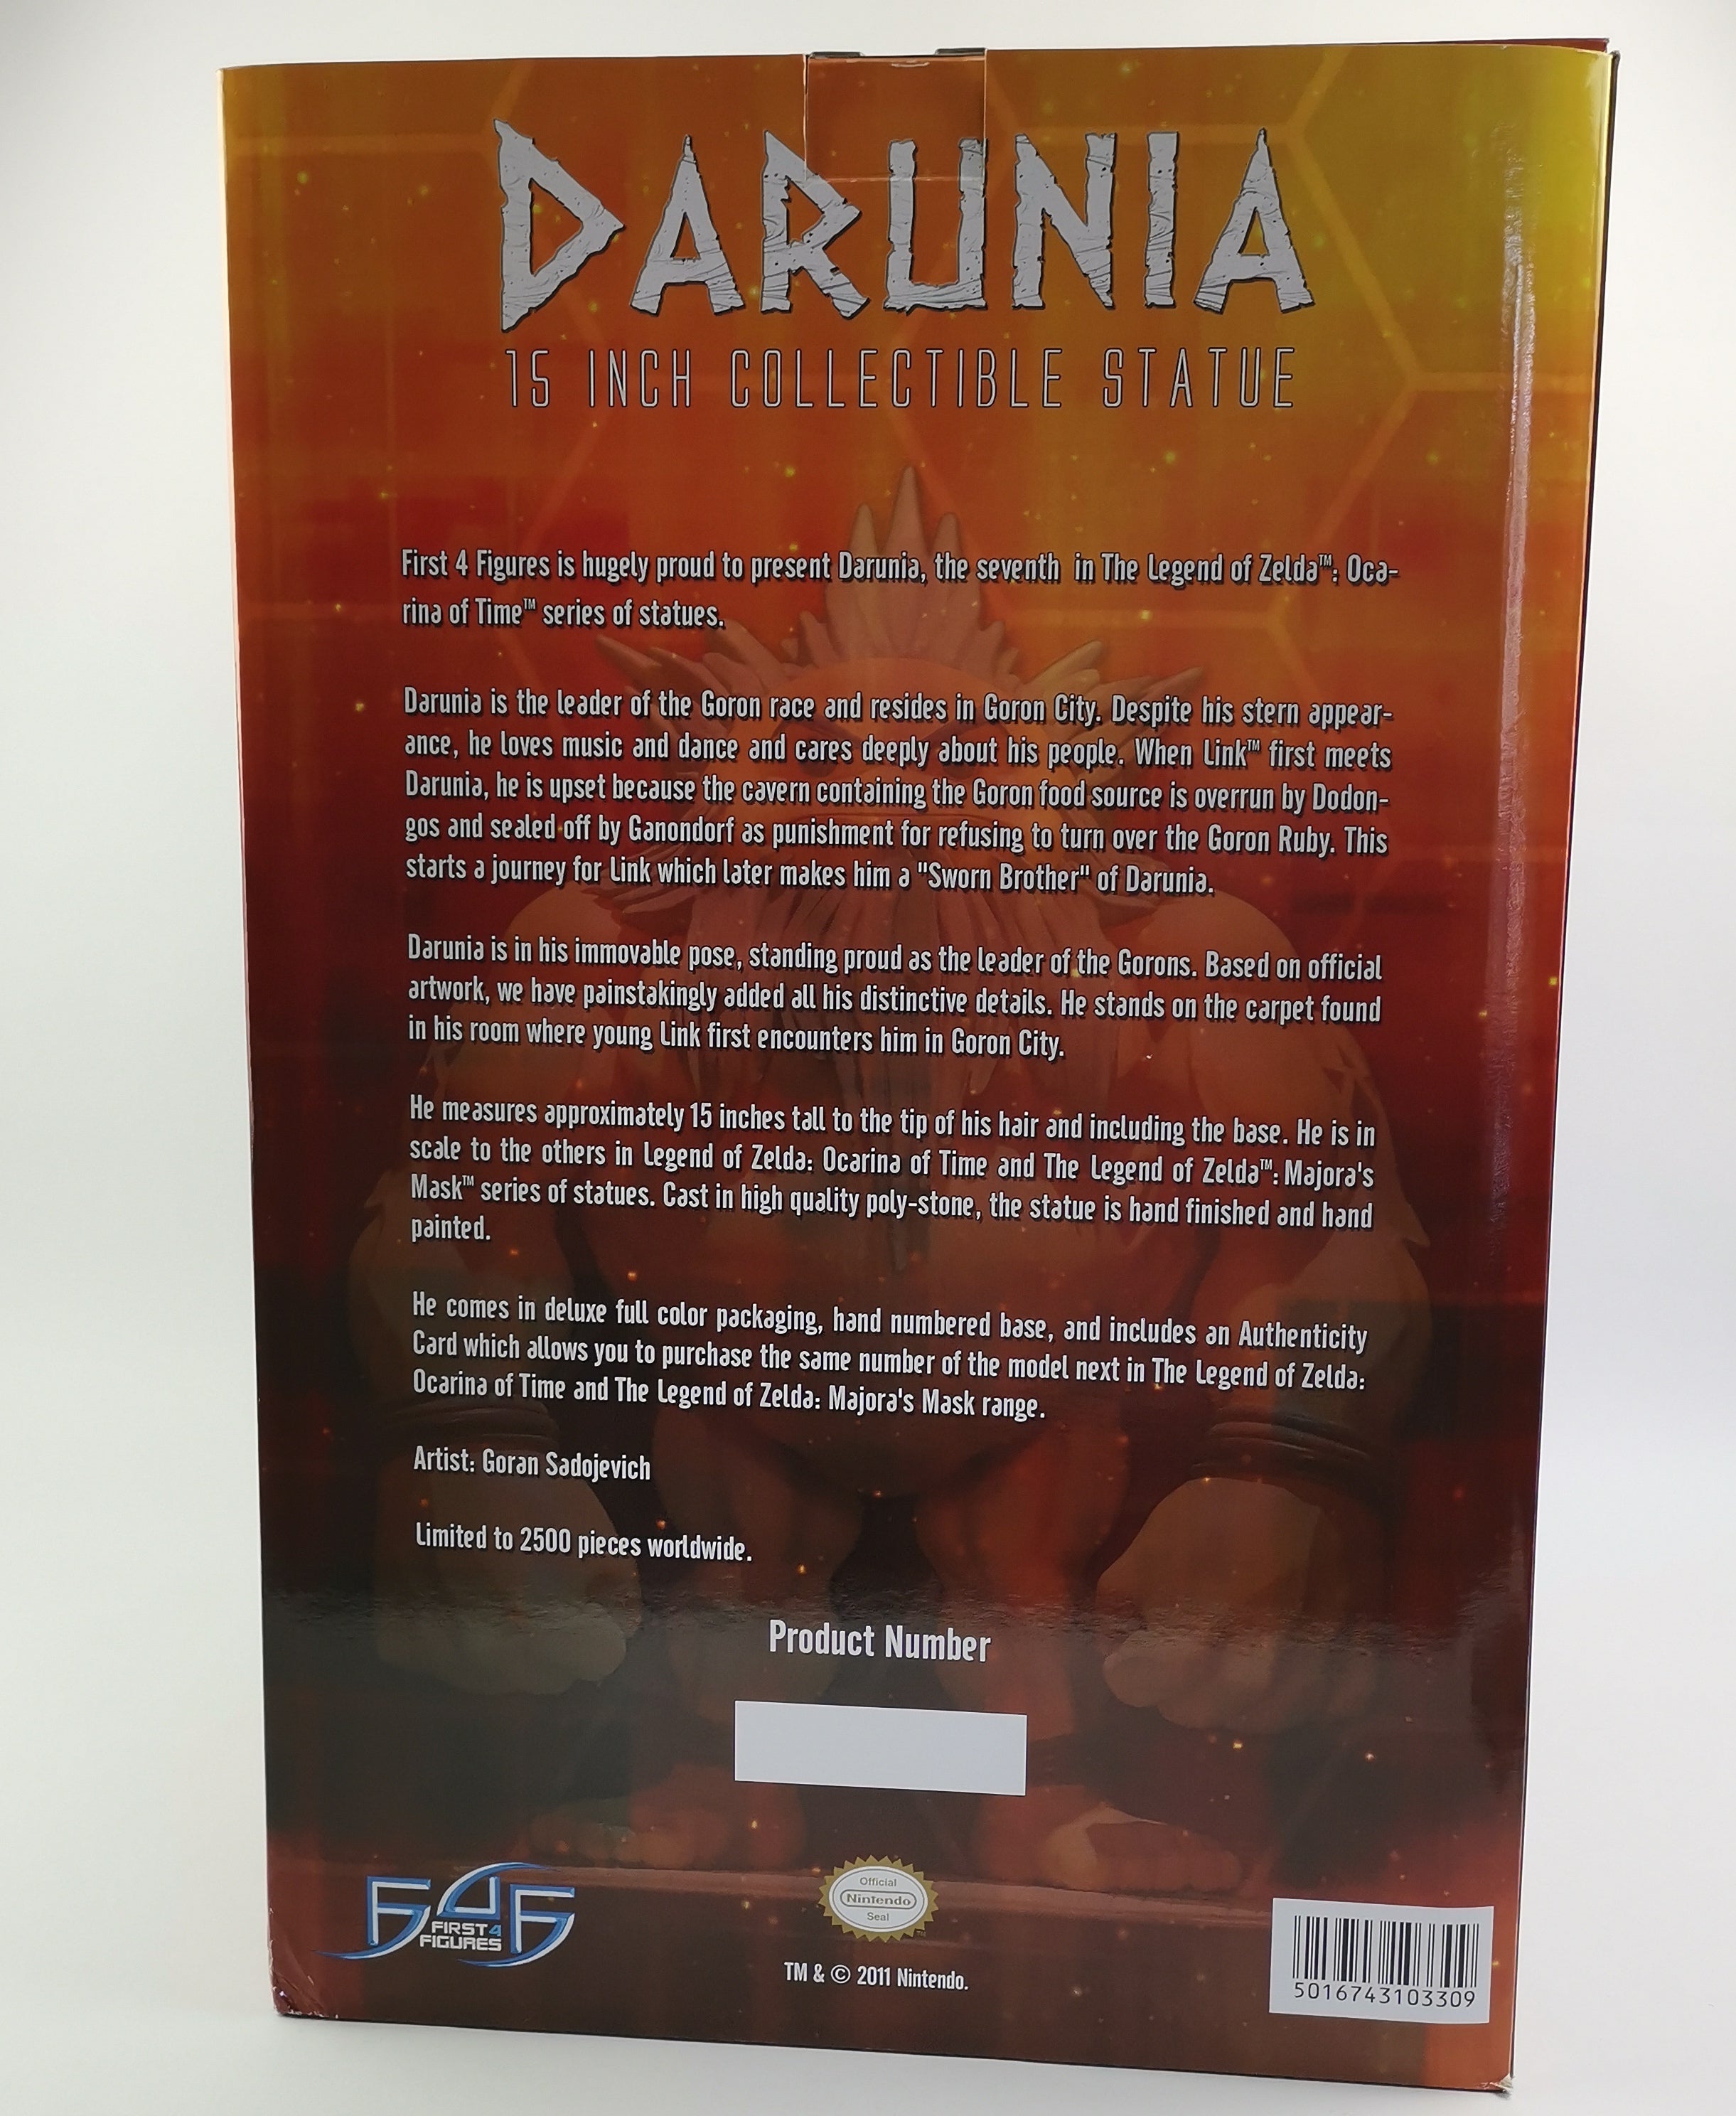 DARUNIA
15 INCH COLLECTIBLE STATUE
First 4 Figures is hugely proud to present Darunia, the seventh in The Legend of Zelda™: Oca-
rina of Time™ series of statues.
Darunia is the leader of the Goron race and resides in Goron City. Despite his stern appear-
ance, he loves music and dance and cares deeply about his people. When Link™ first meets
Darunia, he is upset because the cavern containing the Goron food source is overrun by Dodon-
gos and sealed off by Ganondorf as punishment for refusing to turn over the Goron Ruby. This
starts a journey for Link which later makes him a "Sworn Brother" of Darunia.
Darunia is in his immovable pose, standing proud as the leader of the Gorons. Based on official
artwork, we have painstakingly added all his distinctive details. He stands on the carpet found
in his room where young Link first encounters him in Goron City.
He measures approximately 15 inches tall to the tip of his hair and including the base. He is in
scale to the others in Legend of Zelda: Ocarina of Time and The Legend of Zelda™: Majora's
Mask™ series of statues. Cast in high quality poly-stone, the statue is hand finished and hand
painted.
He comes in deluxe full color packaging, hand numbered base, and includes an Authenticity
Card which allows you to purchase the same number of the model next in The Legend of Zelda:
Ocarina of Time and The Legend of Zelda: Majora's Mask range.
Artist: Goran Sadojevich
Limited to 2500 pieces worldwide.
Product Number
F4F
FIRST 4
FIGURES
Official
Nintendo
Seal
TM & © 2011 Nintendo.
5016743103309